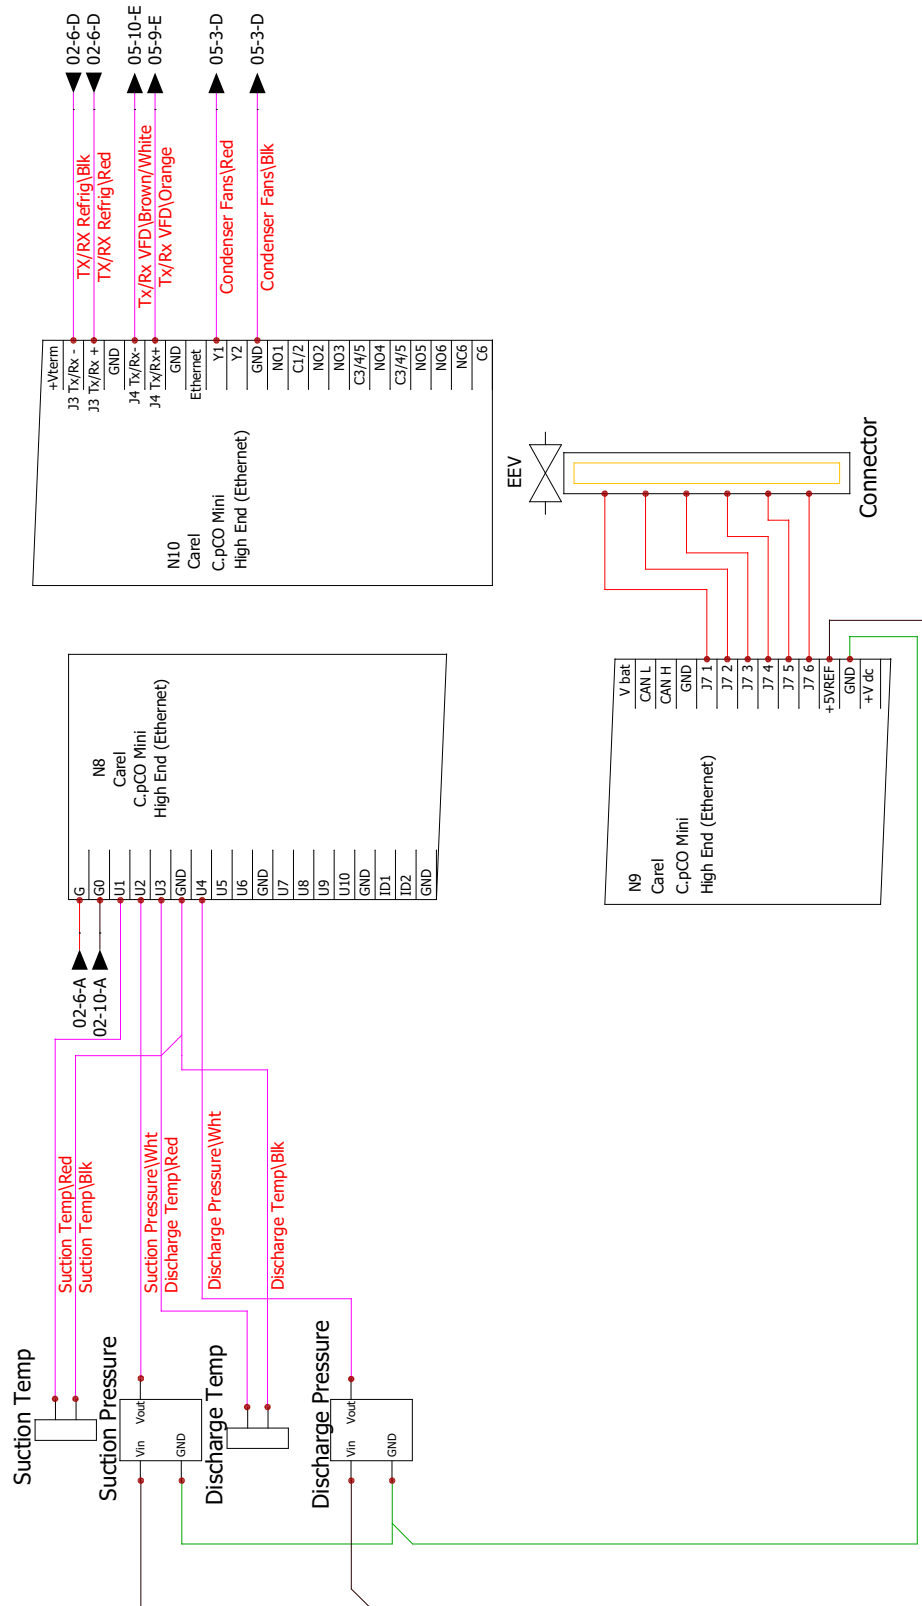 02-6-D
02-6-D
05-10-E
05-9-E
05-3-D
05-3-D
TX/RX Refrig\Blk
TX/RX Refrig\Red
Tx/Rx VFD\Brown/White
Tx/Rx VFD\Orange
Condenser Fans\Red
Condenser Fans\Blk
+Vterm
J3 Tx/Rx -
J3 Tx/Rx +
GND
J4 Tx/Rx-
J4 Tx/Rx+
GND
Ethernet
Y1
Y2
GND
NO1
C1/2
NO2
NO3
C3/4/5
NO4
C3/4/5
NO5
NO6
NC6
C6
N10
Carel
C.pCO Mini
High End (Ethernet)
EEV
Connector
N8
Carel
C.pCO Mini
High End (Ethernet)
G
G0
U1
U2
U3
GND
U4
U5
U6
GND
U7
U8
U9
U10
GND
ID1
ID2
GND
V bat
CAN L
CAN H
GND
J7 1
J7 2
J7 3
J7 4
J7 5
J7 6
+5VREF
GND
+V dc
N9
Carel
C.pCO Mini
High End (Ethernet)
02-6-A
02-10-A
Suction Temp\Red
Suction Temp\Blk
Suction Pressure\Wht
Discharge Temp\Red
Discharge Pressure\Wht
Discharge Temp\Blk
Suction Temp
Suction Pressure
Vin
Vout
GND
Discharge Temp
Discharge Pressure
Vin
Vout
GND